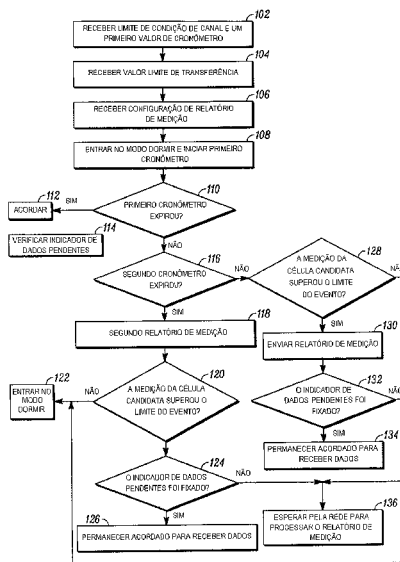 102
RECEBER LIMITE DE CONDIÇÃO DE CANAL E UM
PRIMEIRO VALOR DE CRONÔMETRO
104
RECEBER VALOR LIMITE DE TRANSFERÊNCIA
106
RECEBER CONFIGURAÇÃO DE RELATÓRIO
DE MEDIÇÃO
108
ENTRAR NO MODO DORMIR E INICIAR PRIMEIRO
CRONÔMETRO
110
PRIMEIRO CRONÔMETRO
EXPIROU?
SIM
112
ACORDAR
114
VERIFICAR INDICADOR DE
DADOS PENDENTES
NÃO
116
SEGUNDO CRONÔMETRO
EXPIROU?
NÃO
128
A MEDIÇÃO DA
CÉLULA CANDIDATA
SUPEROU O LIMITE
DO EVENTO?
NÃO
SIM
118
SEGUNDO RELATÓRIO DE MEDIÇÃO
SIM
130
ENVIAR RELATÓRIO DE MEDIÇÃO
120
A MEDIÇÃO DA CÉLULA
CANDIDATA SUPEROU O
LIMITE DO EVENTO?
NÃO
122
ENTRAR NO
MODO
DORMIR
132
O INDICADOR DE
DADOS PENDENTES FOI
FIXADO?
NÃO
SIM
134
PERMANECER ACORDADO PARA
RECEBER DADOS
124
O INDICADOR DE DADOS
PENDENTES FOI FIXADO?
NÃO
SIM
126
PERMANECER ACORDADO PARA RECEBER DADOS
136
ESPERAR PELA REDE PARA
PROCESSAR O RELATÓRIO DE
MEDIÇÃO